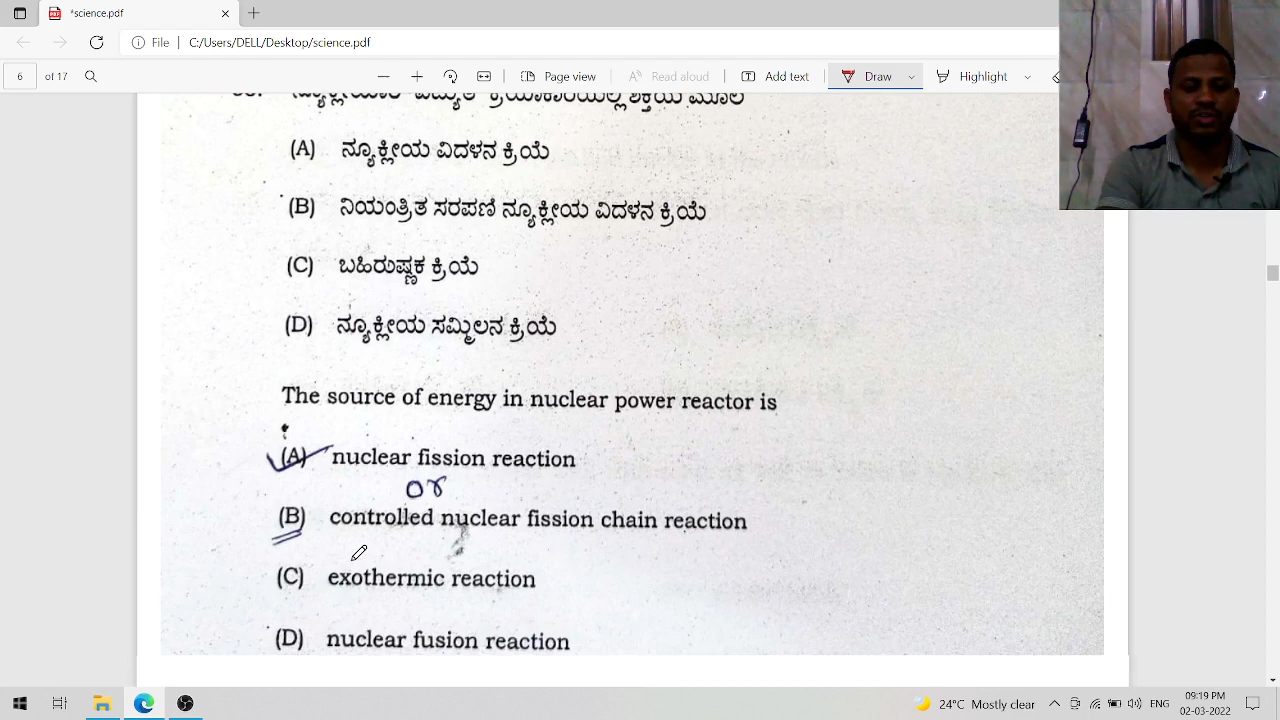 *science.pdf
File | C:/Users/DELL/Desktop/science.pdf
6 of 17
Page view
Read aloud
Add text
Draw
Highlight
(A) ನ್ಯೂಕ್ಲೀಯ ವಿದಳನ ಕ್ರಿಯೆ
(B) ನಿಯಂತ್ರಿತ ಸರಪಣಿ ನ್ಯೂಕ್ಲೀಯ ವಿದಳನ ಕ್ರಿಯೆ
(C) ಬಹಿರುಷ್ಣಕ ಕ್ರಿಯೆ
(D) ನ್ಯೂಕ್ಲೀಯ ಸಮ್ಮಿಲನ ಕ್ರಿಯೆ
The source of energy in nuclear power reactor is
(A) nuclear fission reaction
or
(B) controlled nuclear fission chain reaction
(C) exothermic reaction
(D) nuclear fusion reaction
24°C Mostly clear
ENG
09:19 PM
02-03-2022